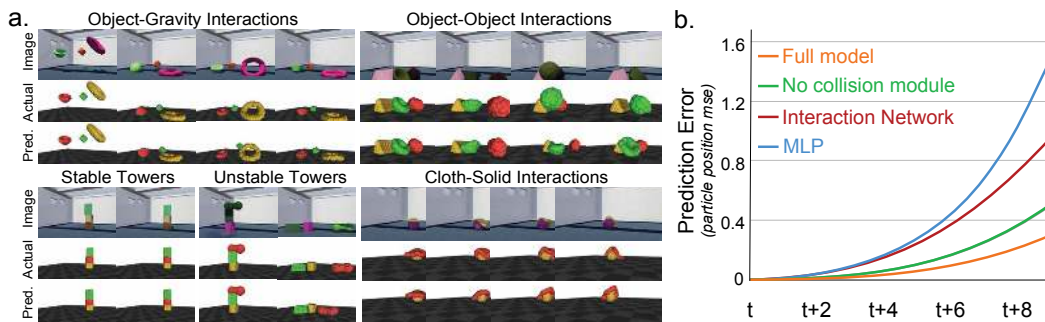 a.
Object-Gravity Interactions
Object-Object Interactions
Image
Actual
Pred.
Stable Towers
Unstable Towers
Cloth-Solid Interactions
Image
Actual
Pred.
b.
Prediction Error
(particle position mse)
1.6
1.2
0.8
0.4
0
Full model
No collision module
Interaction Network
MLP
t t+2 t+4 t+6 t+8